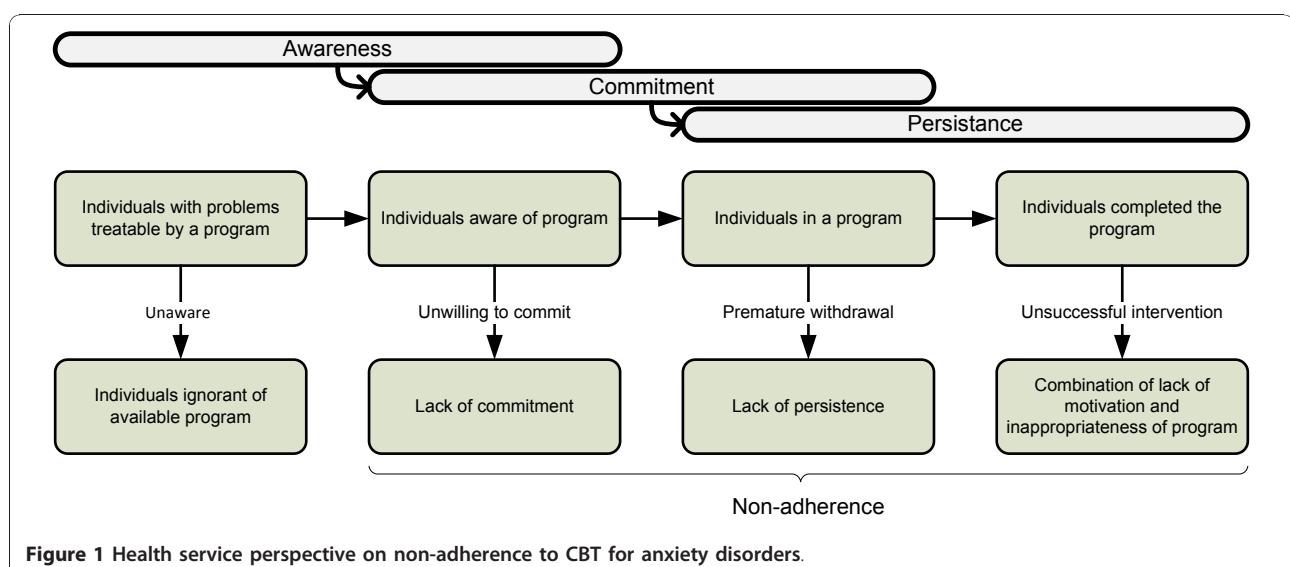 Awareness
Commitment
Persistance
Individuals with problems
treatable by a program
Individuals aware of program
Individuals in a program
Individuals completed the
program
Unaware
Unwilling to commit
Premature withdrawal
Unsuccessful intervention
Individuals ignorant of
available program
Lack of commitment
Lack of persistence
Combination of lack of
motivation and
inappropriateness of program
Non-adherence
Figure 1 Health service perspective on non-adherence to CBT for anxiety disorders.